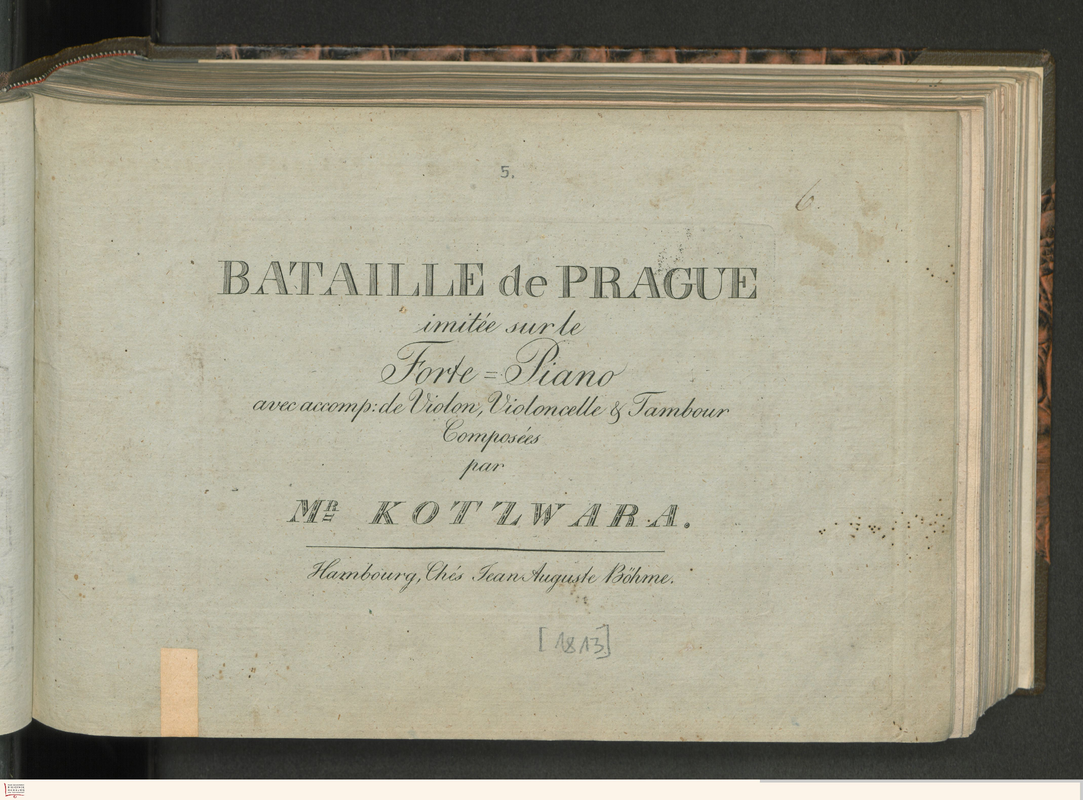 5.
6.
BATAILLE de PRAGUE
imitée sur le
Forte=Piano
avec accomp: de Violon, Violoncelle & Tambour
Composées
par
MR KOTZWARA.
Hambourg, Chés Jean Auguste Böhme.
[1813]